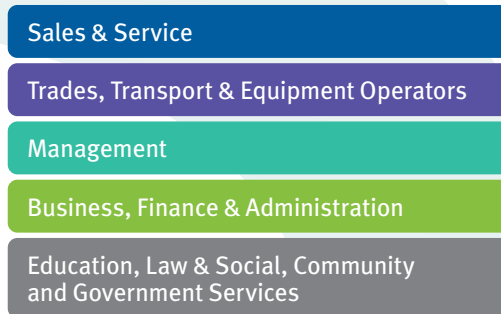 Sales & Service
Trades, Transport & Equipment Operators
Management
Business, Finance & Administration
Education, Law & Social, Community
and Government Services